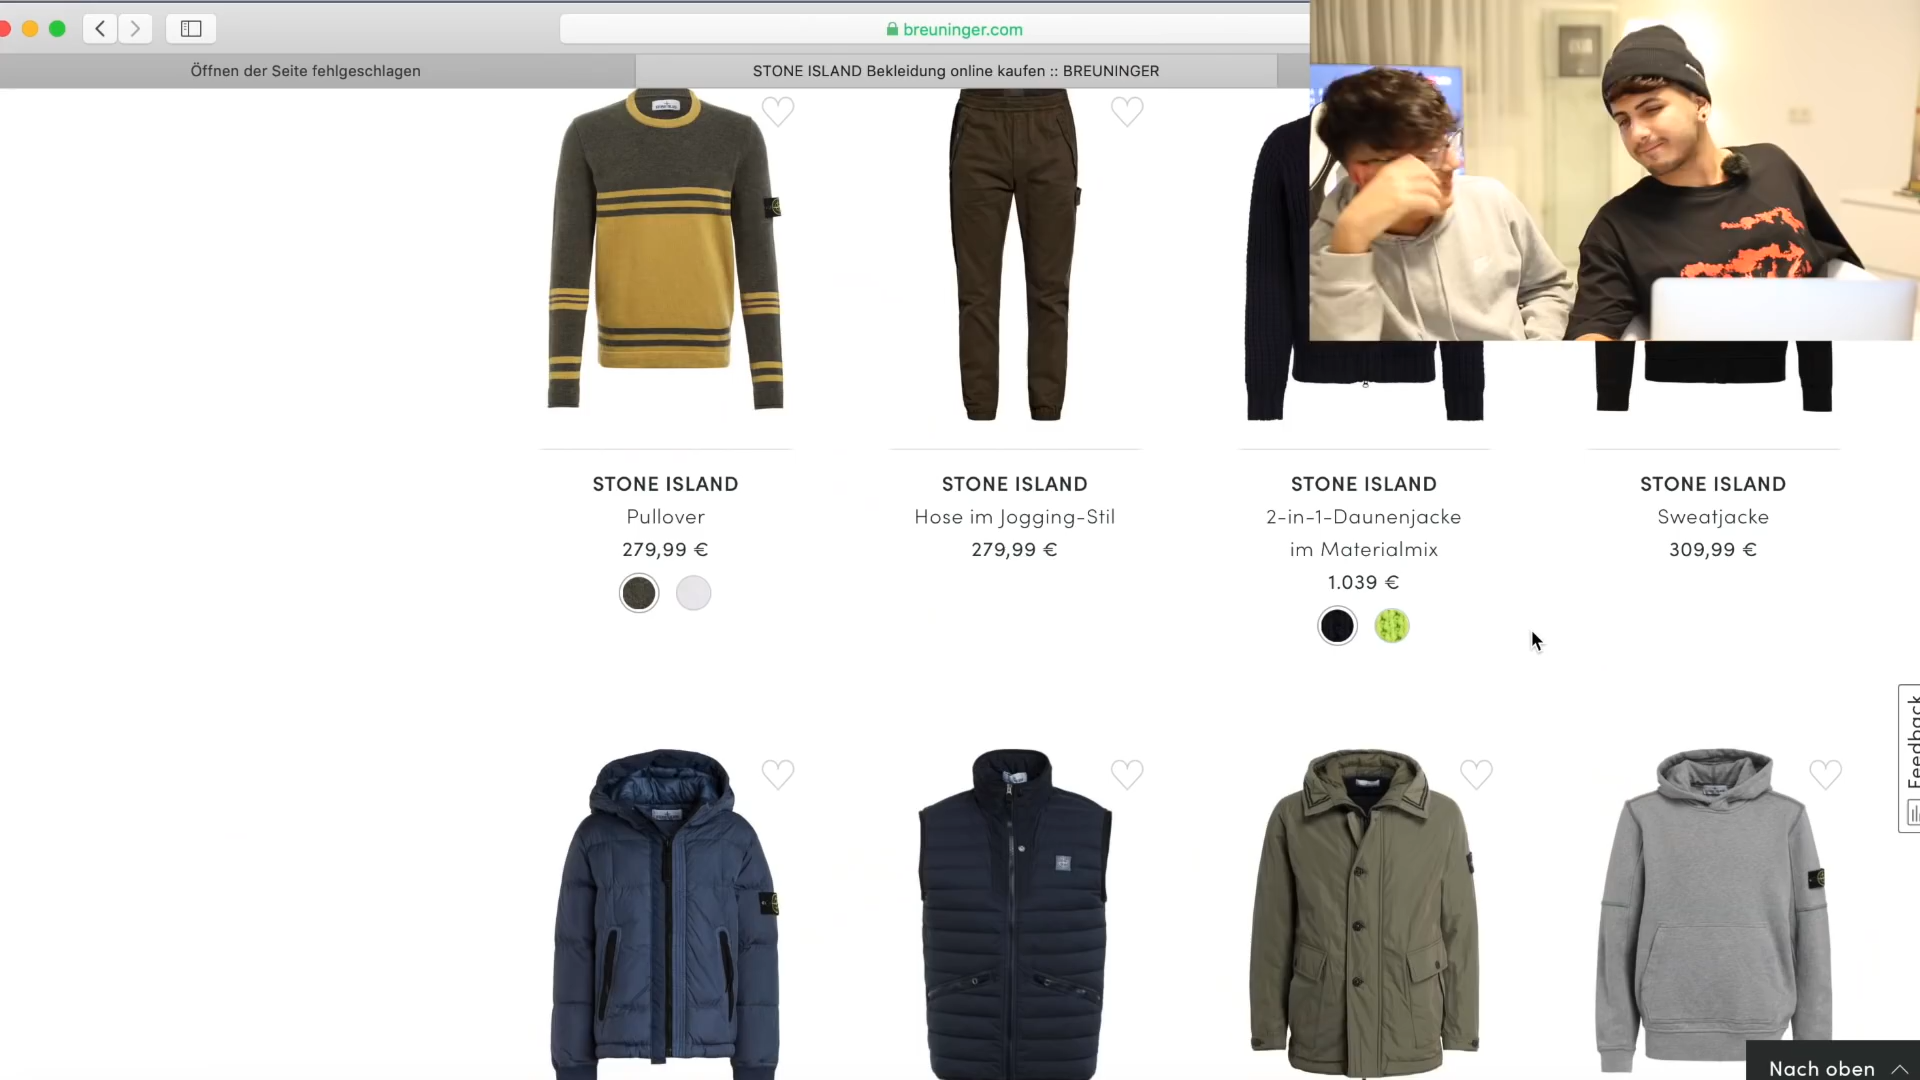 breuninger.com
Öffnen der Seite fehlgeschlagen
STONE ISLAND Bekleidung online kaufen :: BREUNINGER
STONE ISLAND
Pullover
279,99 €
STONE ISLAND
Hose im Jogging-Stil
279,99 €
STONE ISLAND
2-in-1-Daunenjacke
im Materialmix
1.039 €
STONE ISLAND
Sweatjacke
309,99 €
Feedback
Nach oben